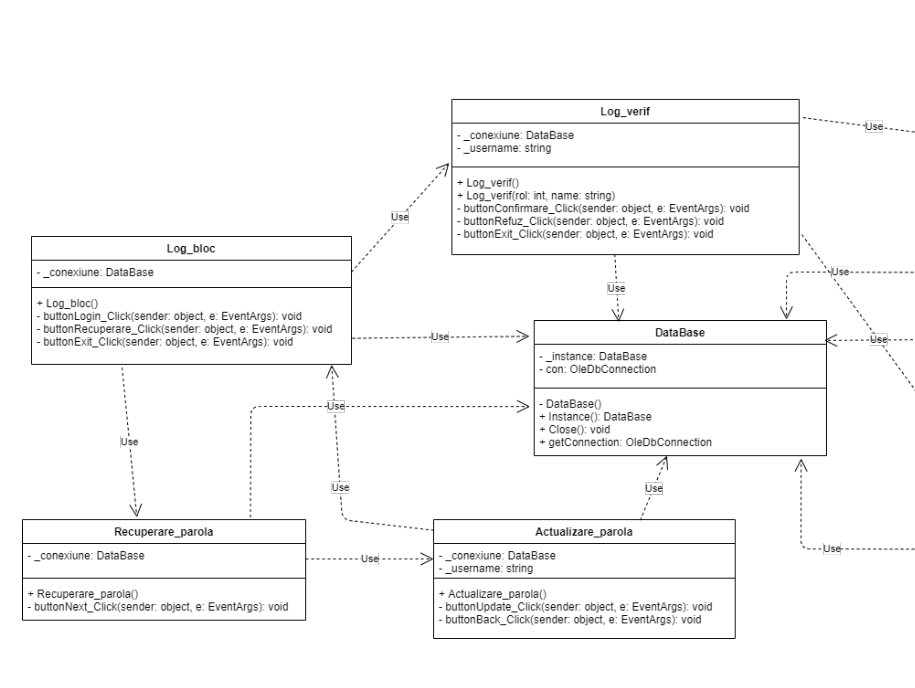 Log_verif
- _conexiune: DataBase
- _username: string
+ Log_verif()
+ Log_verif(rol: int, name: string)
- buttonConfirmare_Click(sender: object, e: EventArgs): void
- buttonRefuz_Click(sender: object, e: EventArgs): void
- buttonExit_Click(sender: object, e: EventArgs): void
Use
Use
Log_bloc
- _conexiune: DataBase
+ Log_bloc()
- buttonLogin_Click(sender: object, e: EventArgs): void
- buttonRecuperare_Click(sender: object, e: EventArgs): void
- buttonExit_Click(sender: object, e: EventArgs): void
Use
Use
Use
Use
DataBase
- _instance: DataBase
- con: OleDbConnection
- DataBase()
+ Instance(): DataBase
+ Close(): void
+ getConnection: OleDbConnection
Use
Use
Use
Use
Use
Recuperare_parola
- _conexiune: DataBase
+ Recuperare_parola()
- buttonNext_Click(sender: object, e: EventArgs): void
Use
Actualizare_parola
- _conexiune: DataBase
- _username: string
+ Actualizare_parola()
- buttonUpdate_Click(sender: object, e: EventArgs): void
- buttonBack_Click(sender: object, e: EventArgs): void
Use